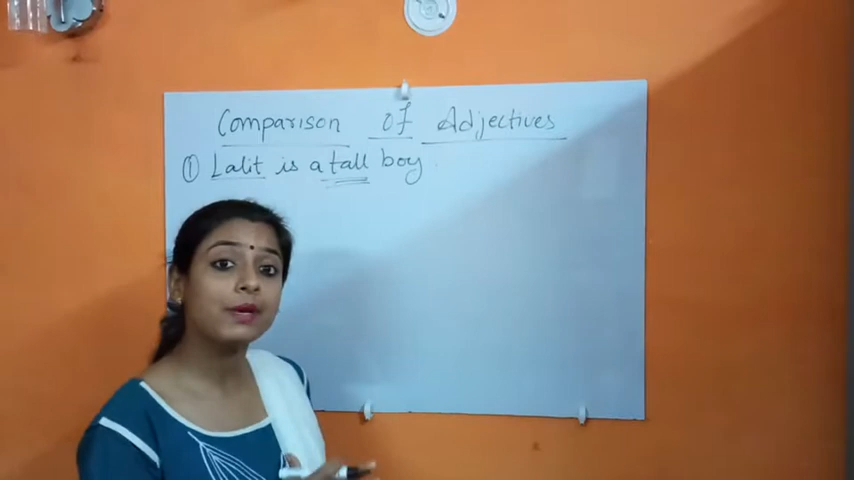 Comparison of Adjectives
① Lalit is a tall boy.